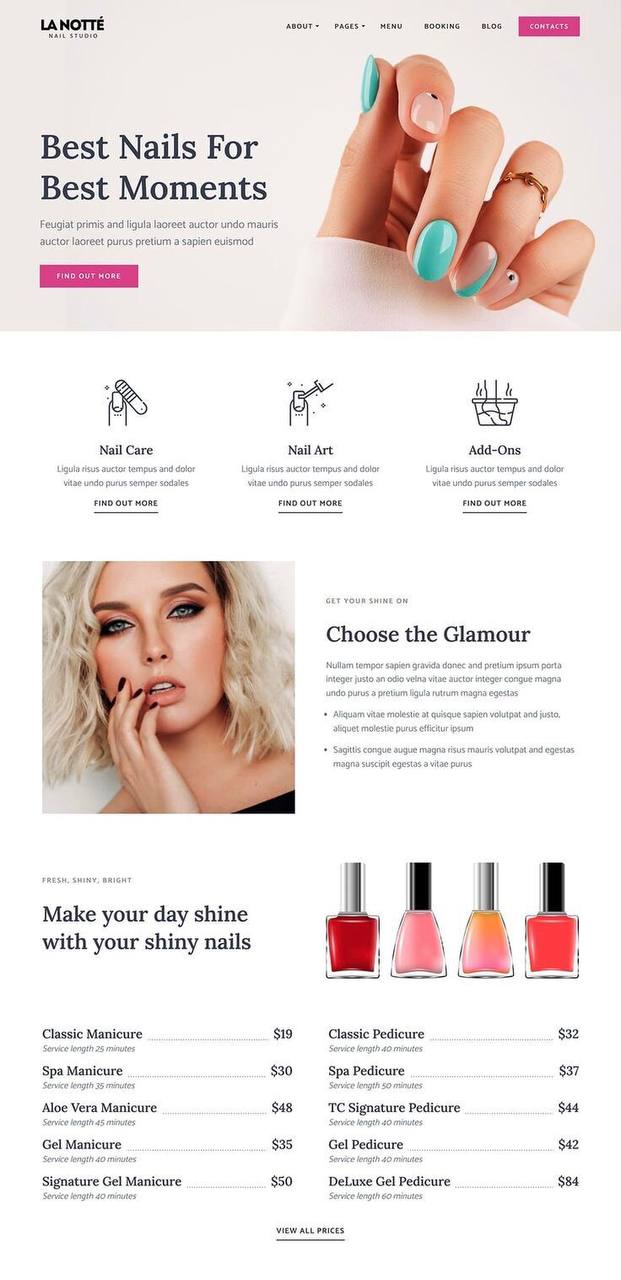 LA NOTTÉ
NAIL STUDIO
ABOUT PAGES MENU BOOKING BLOG CONTACTS
Best Nails For
Best Moments
Feugiat primis and ligula laoreet auctor undo mauris
auctor laoreet purus pretium a sapien euismod
FIND OUT MORE
Nail Care
Ligula risus auctor tempus and dolor
vitae undo purus semper sodales
FIND OUT MORE
Nail Art
Ligula risus auctor tempus and dolor
vitae undo purus semper sodales
FIND OUT MORE
Add-Ons
Ligula risus auctor tempus and dolor
vitae undo purus semper sodales
FIND OUT MORE
GET YOUR SHINE ON
Choose the Glamour
Nullam tempor sapien gravida donec and pretium ipsum porta
integer justo an odio velna vitae auctor integer congue magna
undo purus a pretium ligula rutrum magna egestas
• Aliquam vitae molestie at quisque sapien volutpat and justo,
aliquet molestie purus efficitur ipsum
• Sagittis congue augue magna risus mauris volutpat and egestas
magna suscipit egestas a vitae purus
FRESH, SHINY, BRIGHT
Make your day shine
with your shiny nails
Classic Manicure $19
Service length 25 minutes
Spa Manicure $30
Service length 35 minutes
Aloe Vera Manicure $48
Service length 45 minutes
Gel Manicure $35
Service length 40 minutes
Signature Gel Manicure $50
Service length 40 minutes
Classic Pedicure $32
Service length 40 minutes
Spa Pedicure $37
Service length 50 minutes
TC Signature Pedicure $44
Service length 40 minutes
Gel Pedicure $42
Service length 40 minutes
DeLuxe Gel Pedicure $84
Service length 60 minutes
VIEW ALL PRICES